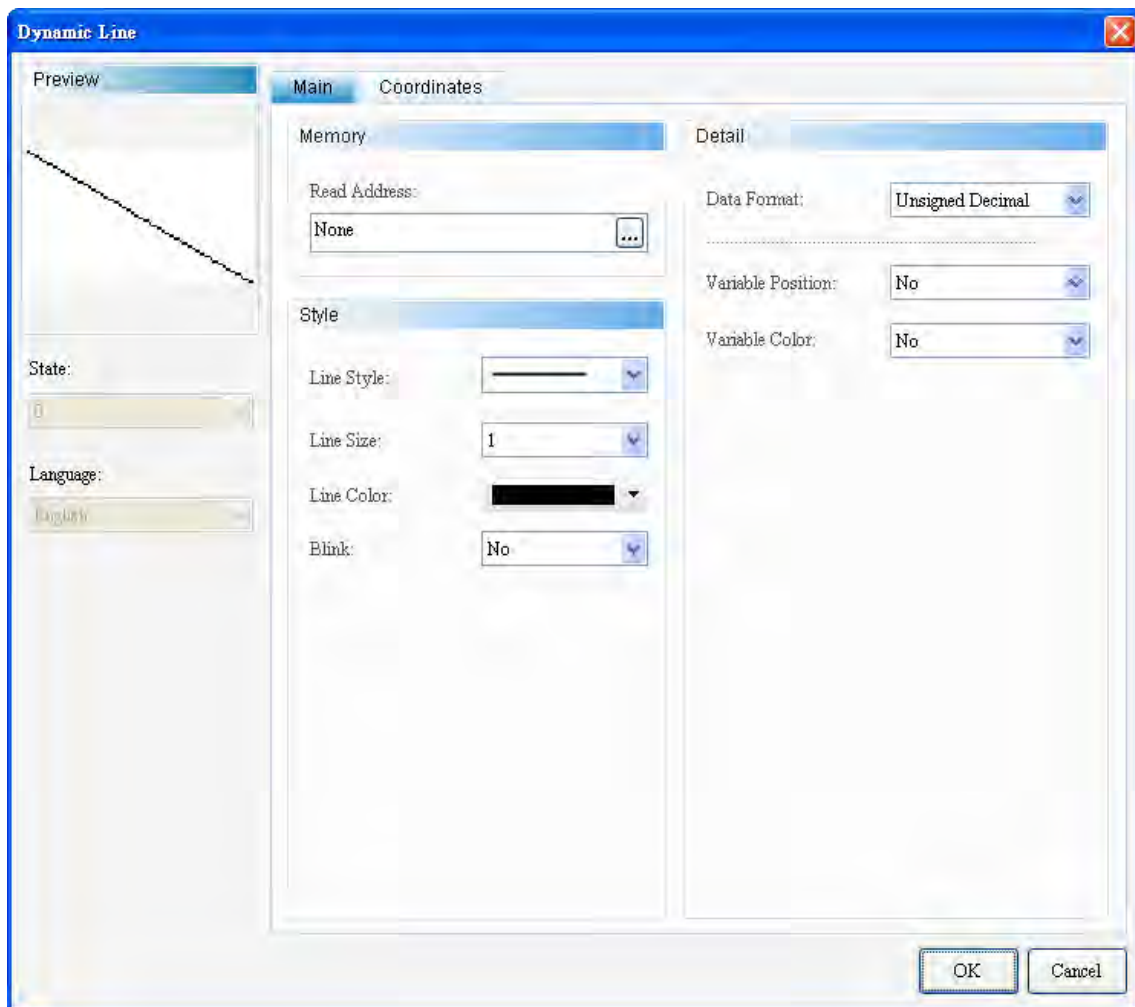 Dynamic Line
Preview
State:
0
Language:
English
Main
Coordinates
Memory
Read Address:
None
...
Style
Line Style:
Line Size:
1
Line Color:
Blink:
No
Detail
Data Format:
Unsigned Decimal
Variable Position:
No
Variable Color:
No
OK
Cancel